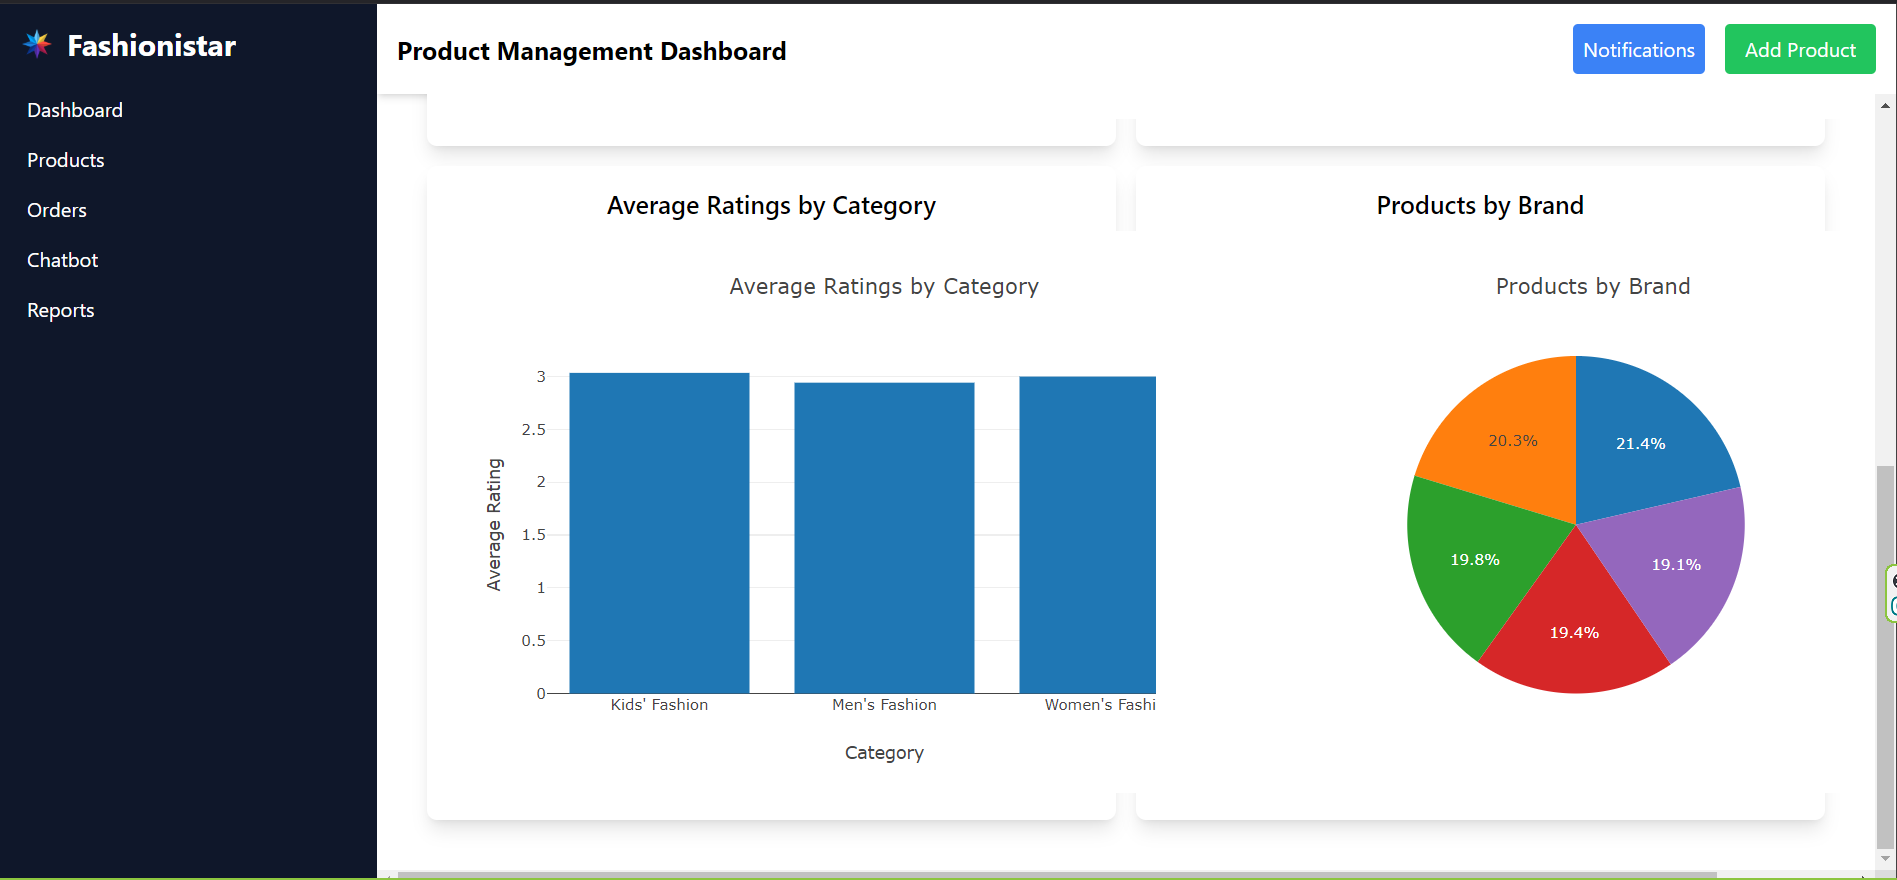 Fashionistar
Dashboard
Products
Orders
Chatbot
Reports
Product Management Dashboard
Notifications
Add Product
Average Ratings by Category
Average Ratings by Category
Average Rating
3
2.5
2
1.5
1
0.5
0
Kids' Fashion
Men's Fashion
Women's Fashi
Category
Products by Brand
Products by Brand
20.3%
21.4%
19.8%
19.1%
19.4%